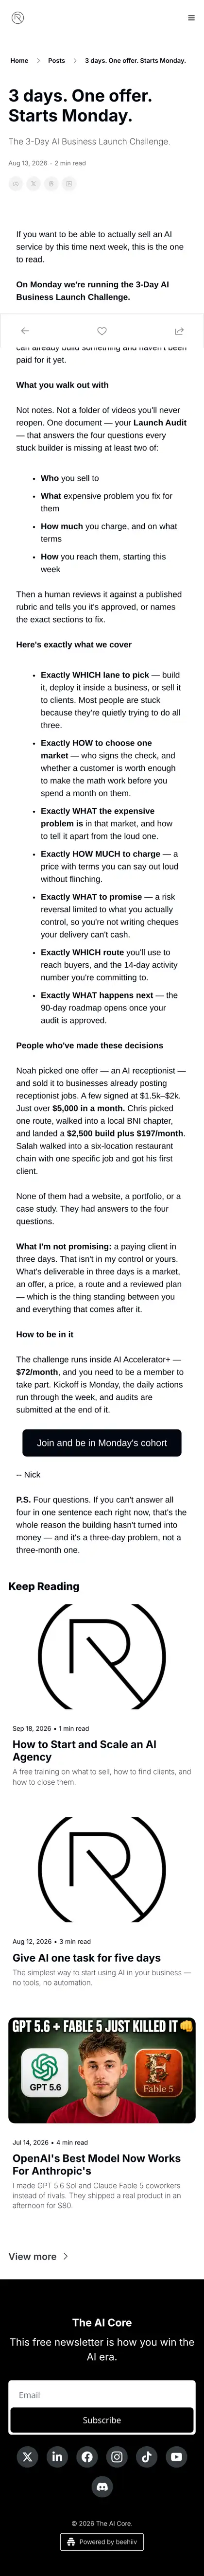 Home > Posts > 3 days. One offer. Starts Monday.
3 days. One offer.
Starts Monday.
The 3-Day AI Business Launch Challenge.
Aug 13, 2026 · 2 min read
If you want to be able to actually sell an AI
service by this time next week, this is the one
to read.
On Monday we're running the 3-Day AI
Business Launch Challenge.
can already build something and haven't been
paid for it yet.
What you walk out with
Not notes. Not a folder of videos you'll never
reopen. One document — your Launch Audit
— that answers the four questions every
stuck builder is missing at least two of:
• Who you sell to
• What expensive problem you fix for
them
• How much you charge, and on what
terms
• How you reach them, starting this
week
Then a human reviews it against a published
rubric and tells you it's approved, or names
the exact sections to fix.
Here's exactly what we cover
• Exactly WHICH lane to pick — build
it, deploy it inside a business, or sell it
to clients. Most people are stuck
because they're quietly trying to do all
three.
• Exactly HOW to choose one
market — who signs the check, and
whether a customer is worth enough
to make the math work before you
spend a month on them.
• Exactly WHAT the expensive
problem is in that market, and how
to tell it apart from the loud one.
• Exactly HOW MUCH to charge — a
price with terms you can say out loud
without flinching.
• Exactly WHAT to promise — a risk
reversal limited to what you actually
control, so you're not writing cheques
your delivery can't cash.
• Exactly WHICH route you'll use to
reach buyers, and the 14-day activity
number you're committing to.
• Exactly WHAT happens next — the
90-day roadmap opens once your
audit is approved.
People who've made these decisions
Noah picked one offer — an AI receptionist —
and sold it to businesses already posting
receptionist jobs. A few signed at $1.5k–$2k.
Just over $5,000 in a month. Chris picked
one route, walked into a local BNI chapter,
and landed a $2,500 build plus $197/month.
Salah walked into a six-location restaurant
chain with one specific job and got his first
client.
None of them had a website, a portfolio, or a
case study. They had answers to the four
questions.
What I'm not promising: a paying client in
three days. That isn't in my control or yours.
What's deliverable in three days is a market,
an offer, a price, a route and a reviewed plan
— which is the thing standing between you
and everything that comes after it.
How to be in it
The challenge runs inside AI Accelerator+ —
$72/month, and you need to be a member to
take part. Kickoff is Monday, the daily actions
run through the week, and audits are
submitted at the end of it.
Join and be in Monday's cohort
-- Nick
P.S. Four questions. If you can't answer all
four in one sentence each right now, that's the
whole reason the building hasn't turned into
money — and it's a three-day problem, not a
three-month one.
Keep Reading
Sep 18, 2026 • 1 min read
How to Start and Scale an AI
Agency
A free training on what to sell, how to find clients, and
how to close them.
Aug 12, 2026 • 3 min read
Give AI one task for five days
The simplest way to start using AI in your business —
no tools, no automation.
GPT 5.6 + FABLE 5 JUST KILLED IT
GPT 5.6
Fable 5
Jul 14, 2026 • 4 min read
OpenAI's Best Model Now Works
For Anthropic's
I made GPT 5.6 Sol and Claude Fable 5 coworkers
instead of rivals. They shipped a real product in an
afternoon for $80.
View more >
The AI Core
This free newsletter is how you win the
AI era.
Email
Subscribe
© 2026 The AI Core.
Powered by beehiiv